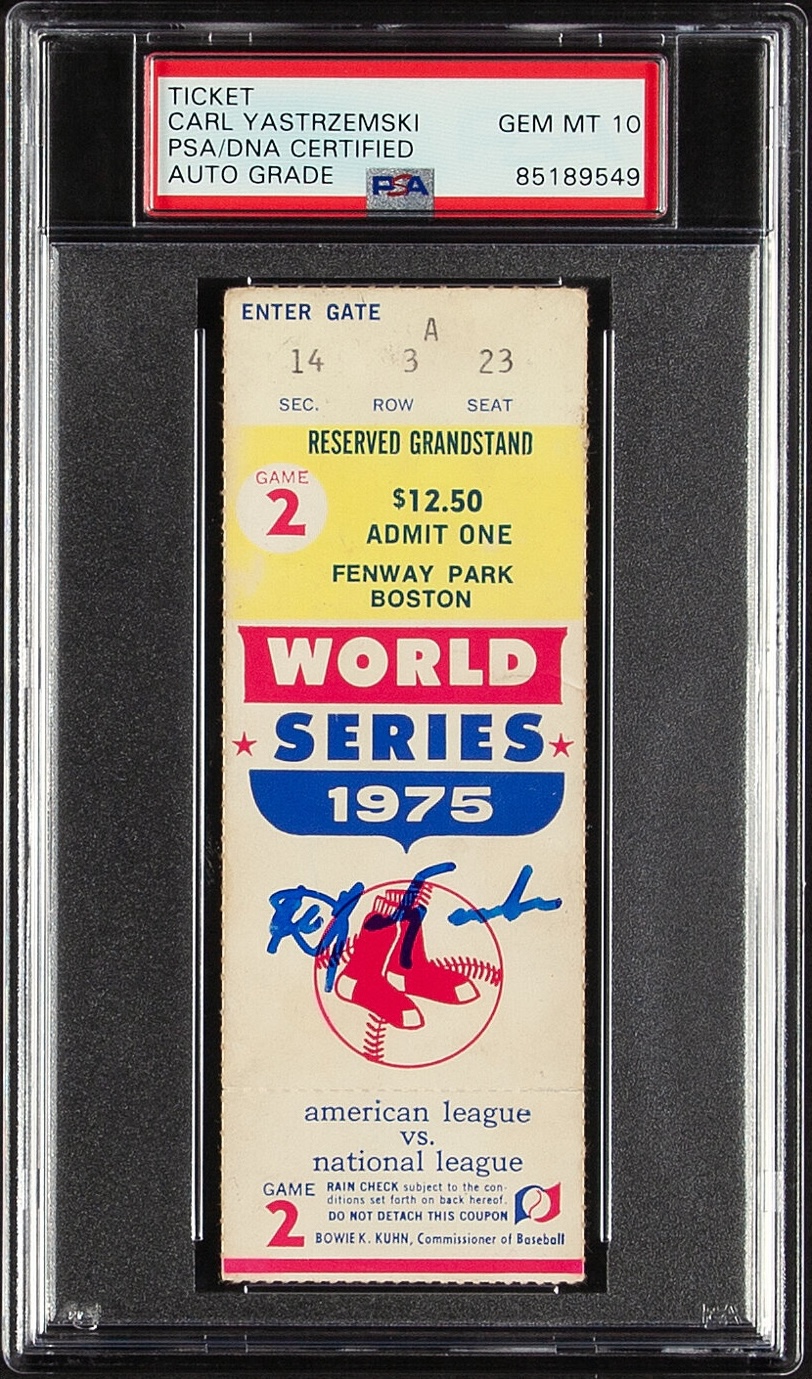 TICKET
CARL YASTRZEMSKI GEM MT 10
PSA/DNA CERTIFIED
AUTO GRADE PSA 85189549
ENTER GATE A
14 3 23
SEC. ROW SEAT
RESERVED GRANDSTAND
GAME
2
$12.50
ADMIT ONE
FENWAY PARK
BOSTON
WORLD
SERIES
1975
american league
vs.
national league
GAME
2
RAIN CHECK subject to the con-
ditions set forth on back hereof.
DO NOT DETACH THIS COUPON
BOWIE K. KUHN, Commissioner of Baseball